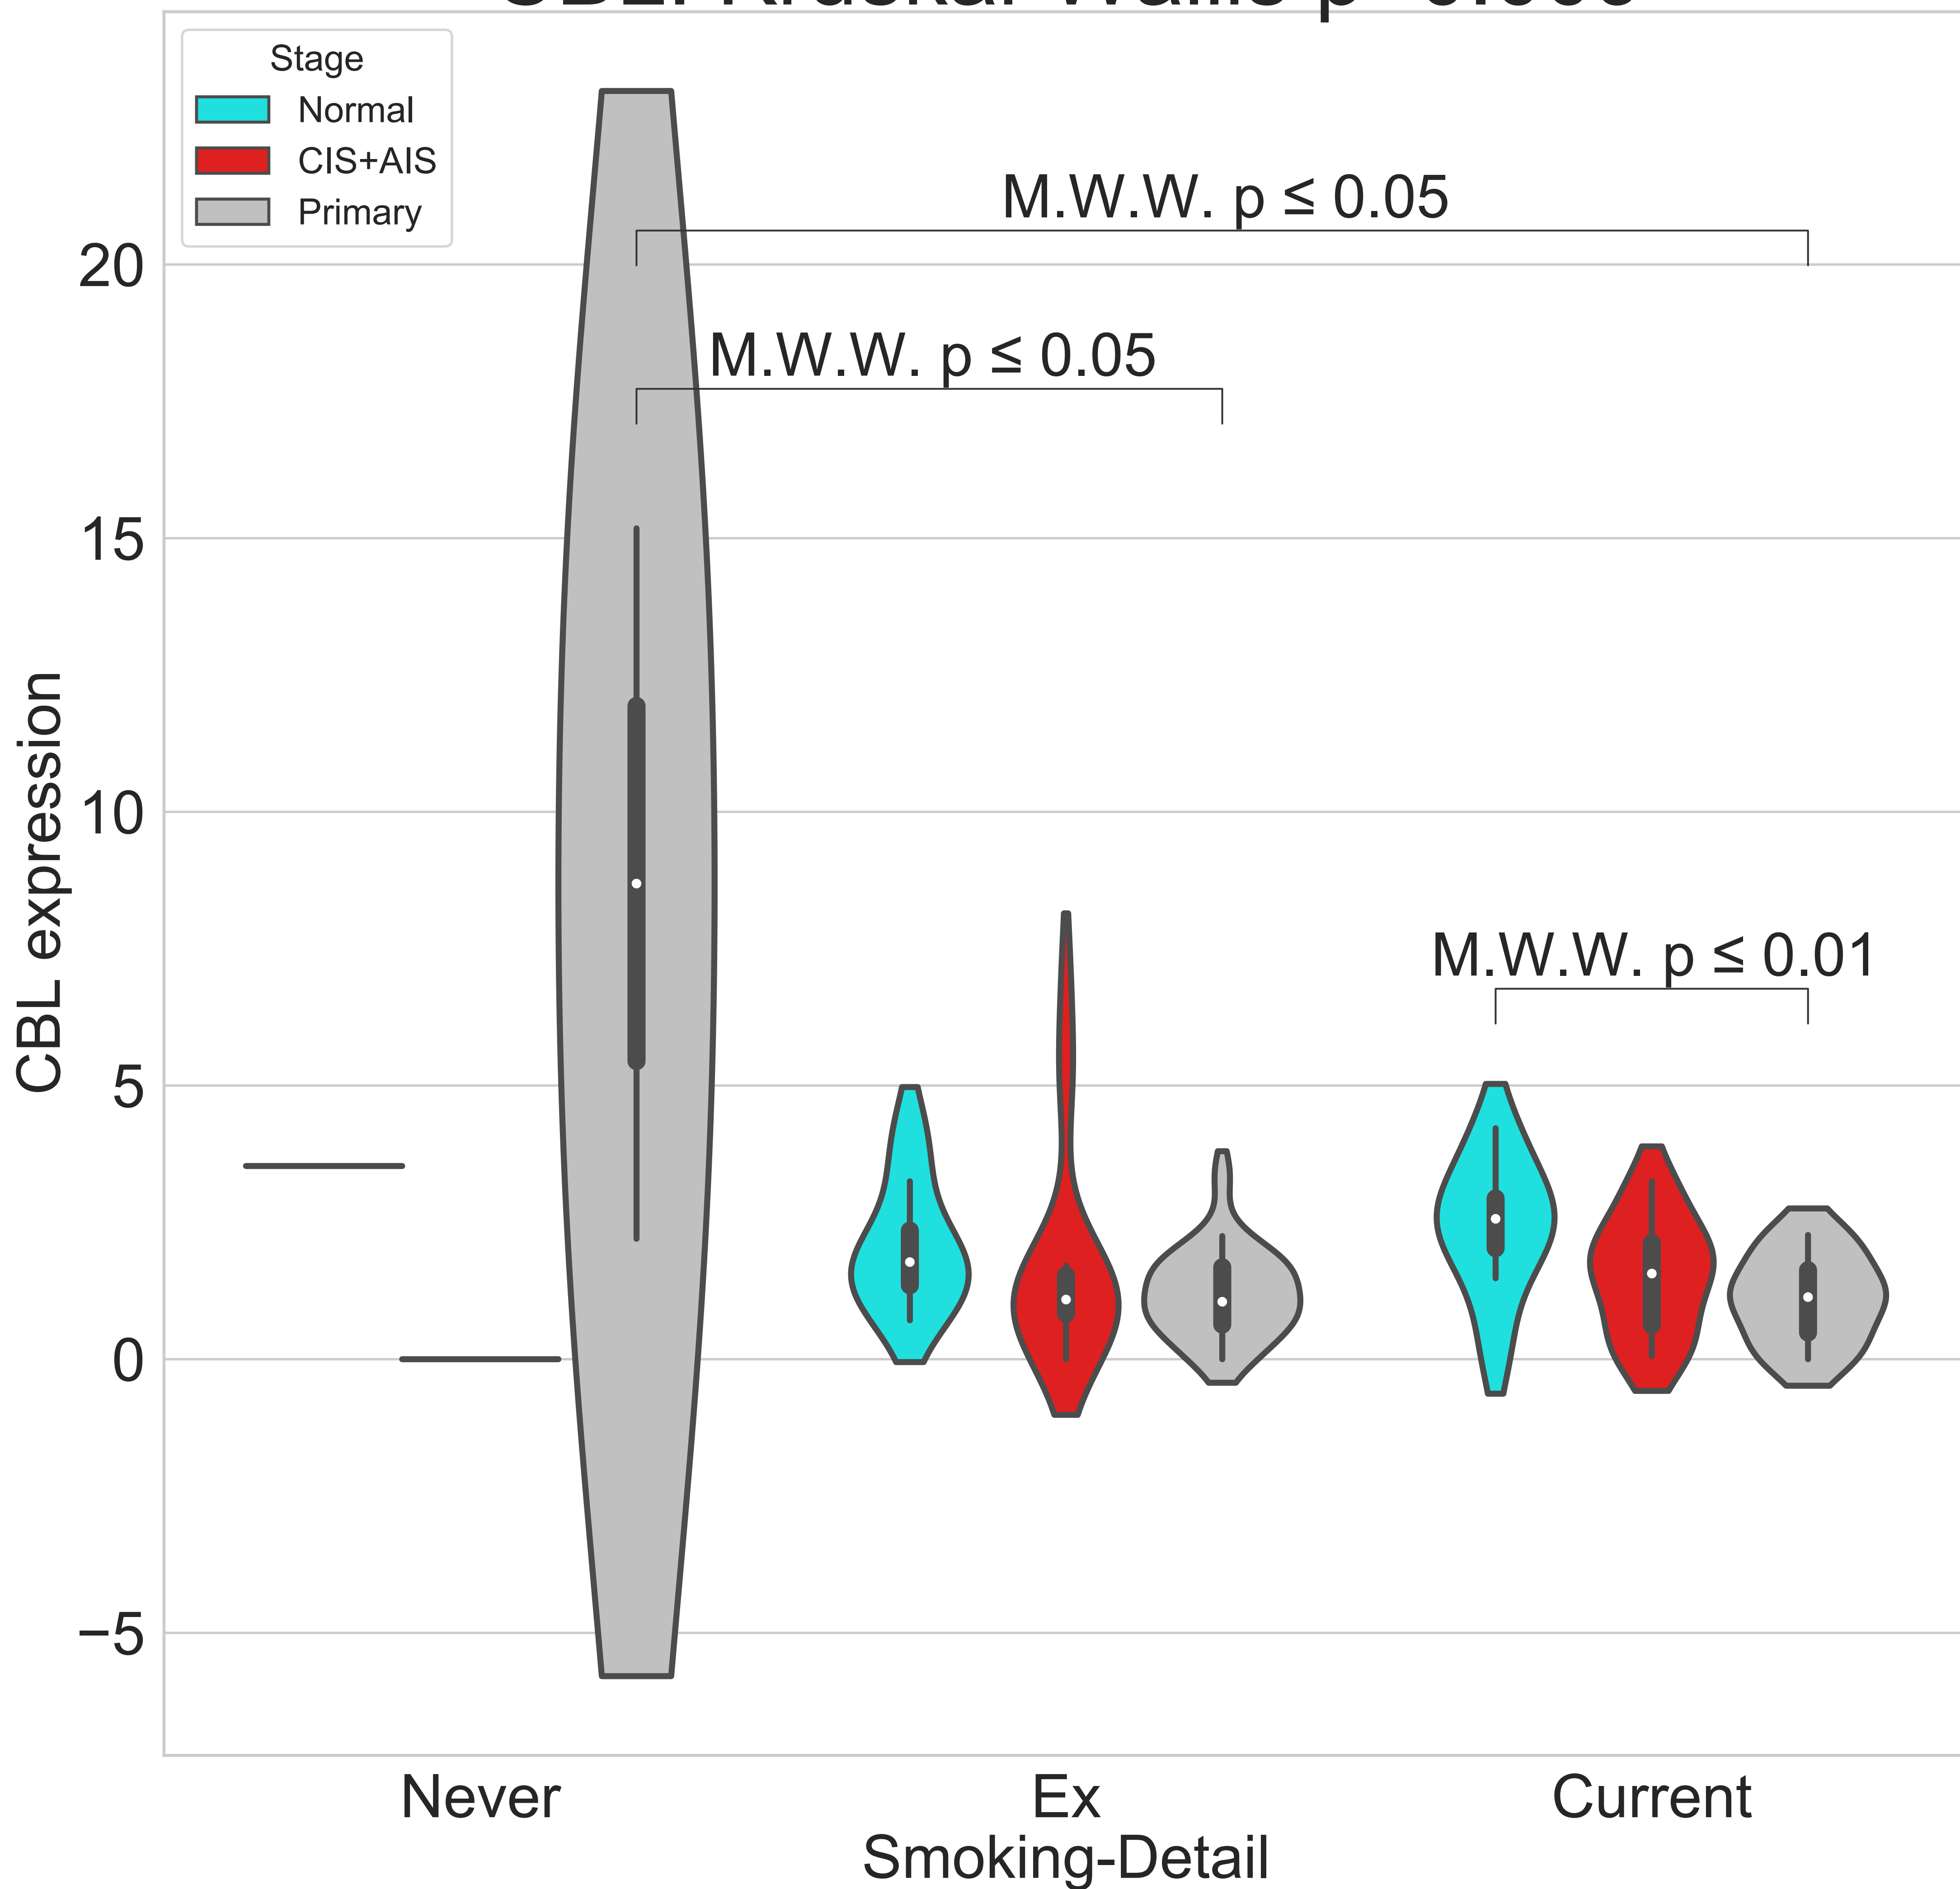 Stage
Normal
CIS+AIS
Primary
M.W.W. p ≤ 0.05
M.W.W. p ≤ 0.05
M.W.W. p ≤ 0.01
20
15
10
5
0
−5
CBL expression
Never
Ex
Current
Smoking-Detail